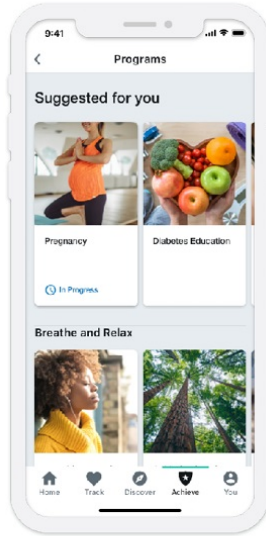 9:41
Programs
Suggested for you
Pregnancy
Diabetes Education
In Progress
Breathe and Relax
Home
Track
Discover
Achieve
You